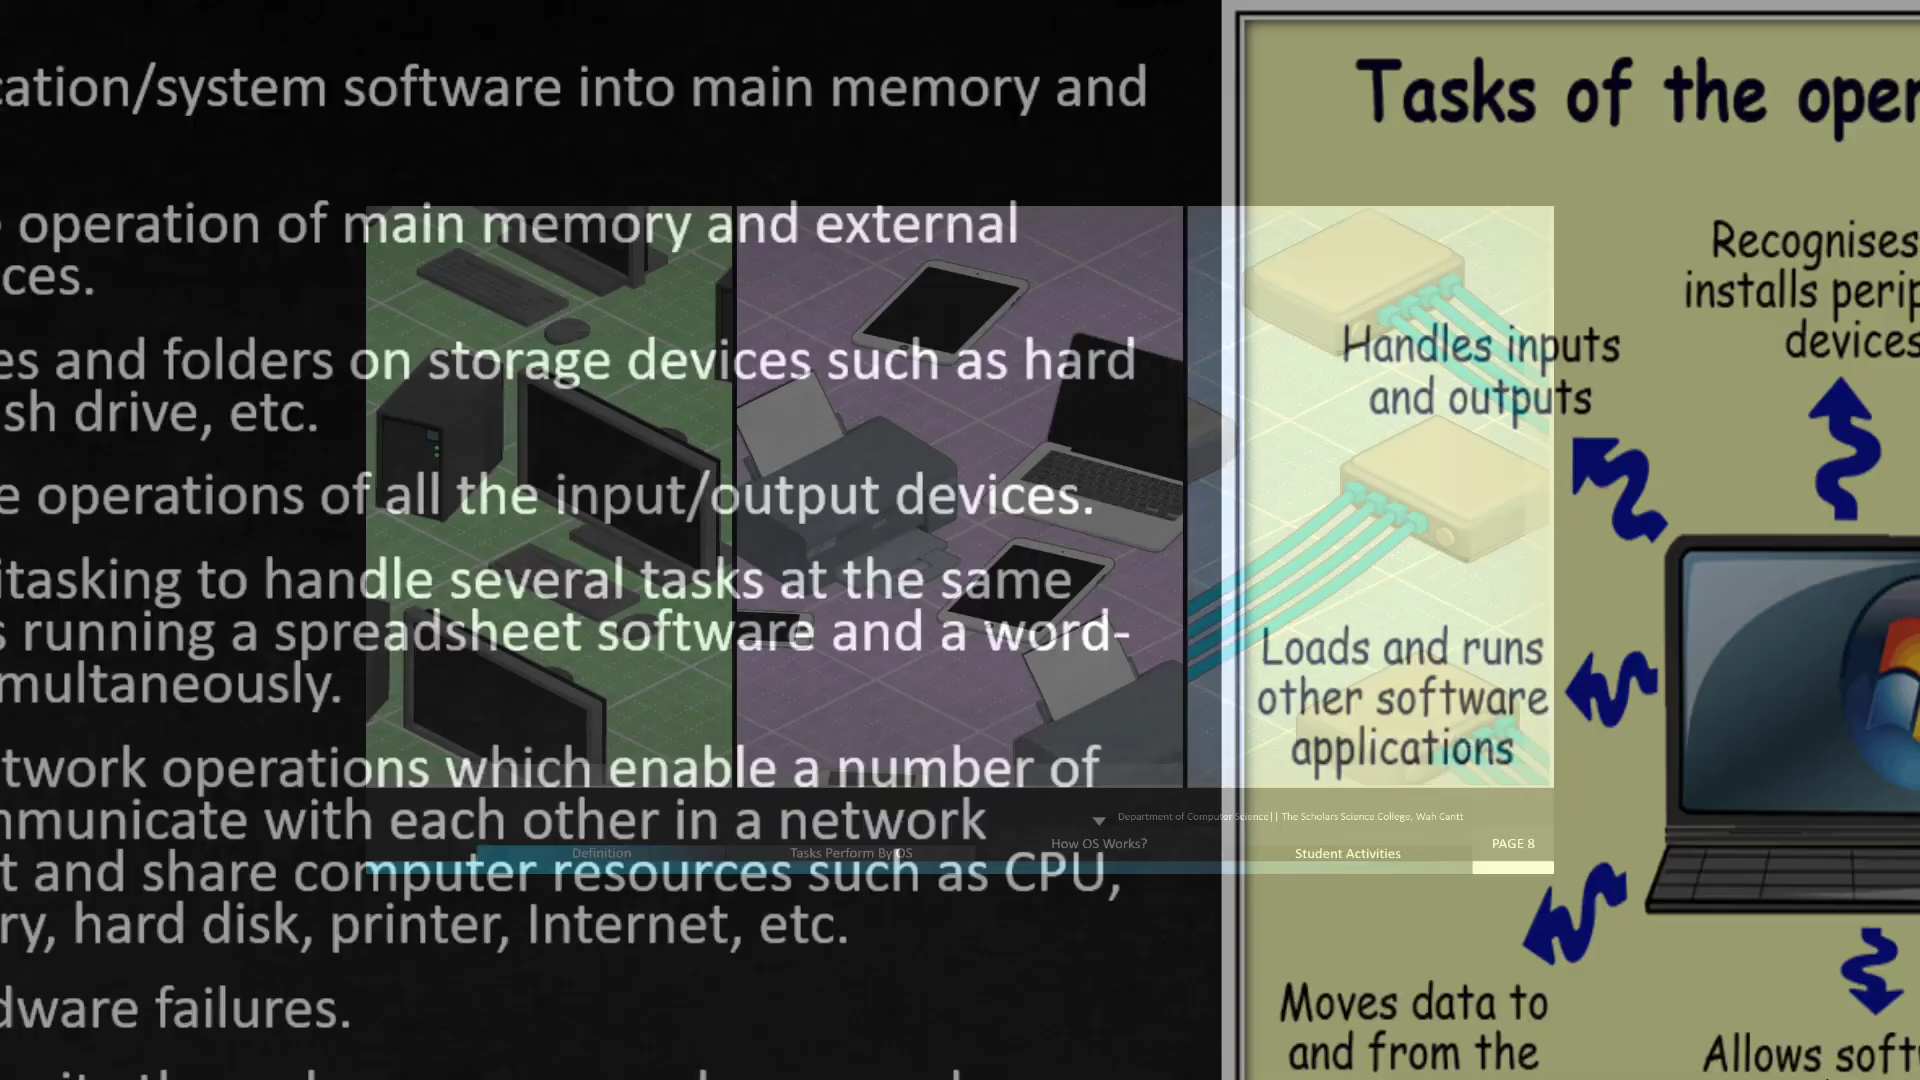 cation/system software into main memory and
operation of main memory and external
ces.
es and folders on storage devices such as hard
sh drive, etc.
e operations of all the input/output devices.
itasking to handle several tasks at the same
s running a spreadsheet software and a word-
multaneously.
twork operations which enable a number of
mmunicate with each other in a network
t and share computer resources such as CPU,
ry, hard disk, printer, Internet, etc.
dware failures.
Tasks of the oper
Recognises
installs perip
devices
Handles inputs
and outputs
Loads and runs
other software
applications
Moves data to
and from the
Allows softw
Department of Computer Science|| The Scholars Science College, Wah Cantt
Definition
Tasks Perform By OS
How OS Works?
Student Activities
PAGE 8